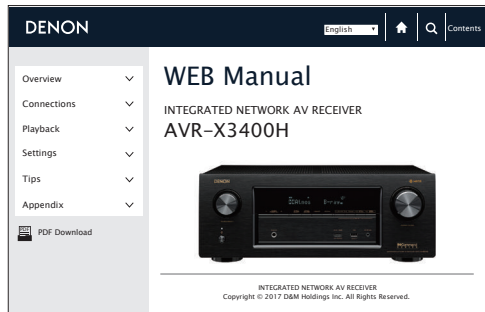 DENON
English
Contents
Overview
Connections
Playback
Settings
Tips
Appendix
PDF Download
WEB Manual
INTEGRATED NETWORK AV RECEIVER
AVR-X3400H
DENON
INTEGRATED NETWORK AV RECEIVER
Copyright © 2017 D&M Holdings Inc. All Rights Reserved.